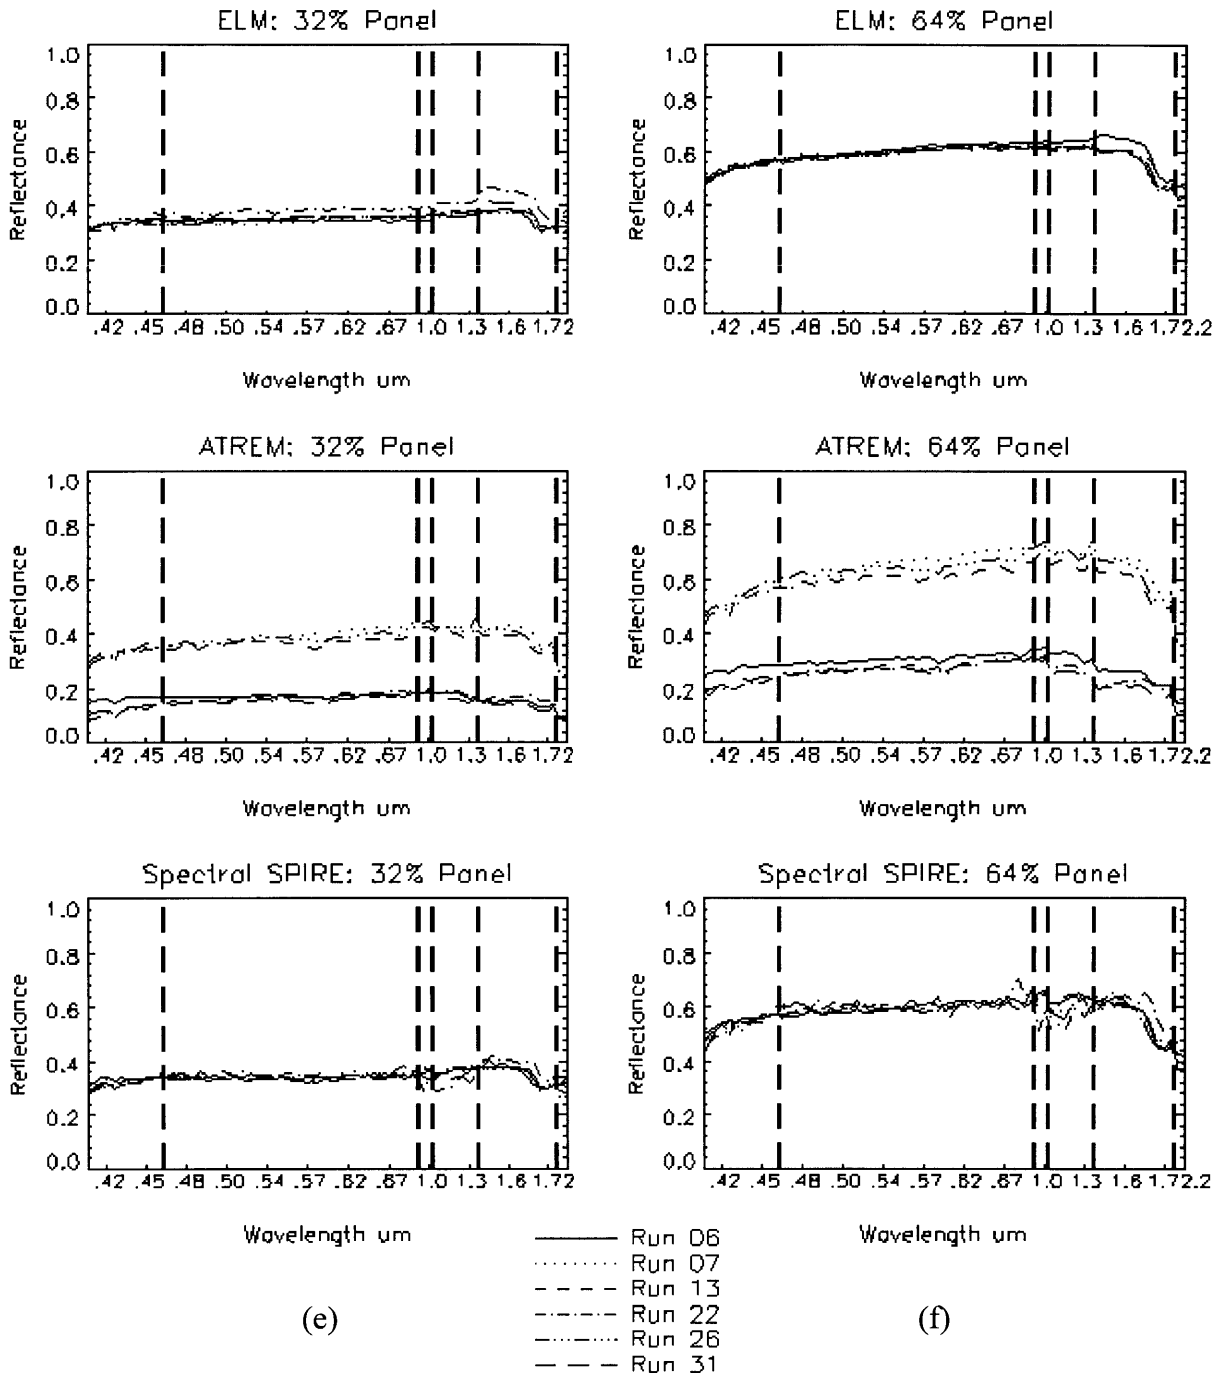 ELM: 32% Panel
1.0
0.8
0.6
0.4
0.2
0.0
Reflectance
.42 .45 .48 .50 .54 .57 .62 .67 1.0 1.3 1.6 1.72
Wavelength um
ELM: 64% Panel
1.0
0.8
0.6
0.4
0.2
0.0
Reflectance
.42 .45 .48 .50 .54 .57 .62 .67 1.0 1.3 1.6 1.72.2
Wavelength um
ATREM: 32% Panel
1.0
0.8
0.6
0.4
0.2
0.0
Reflectance
.42 .45 .48 .50 .54 .57 .62 .67 1.0 1.3 1.6 1.72
Wavelength um
ATREM: 64% Panel
1.0
0.8
0.6
0.4
0.2
0.0
Reflectance
.42 .45 .48 .50 .54 .57 .62 .67 1.0 1.3 1.6 1.72.2
Wavelength um
Spectral SPIRE: 32% Panel
1.0
0.8
0.6
0.4
0.2
0.0
Reflectance
.42 .45 .48 .50 .54 .57 .62 .67 1.0 1.3 1.6 1.72
Wavelength um
Spectral SPIRE: 64% Panel
1.0
0.8
0.6
0.4
0.2
0.0
Reflectance
.42 .45 .48 .50 .54 .57 .62 .67 1.0 1.3 1.6 1.72.2
Wavelength um
Run 06
Run 07
Run 13
Run 22
Run 26
Run 31
(e)
(f)